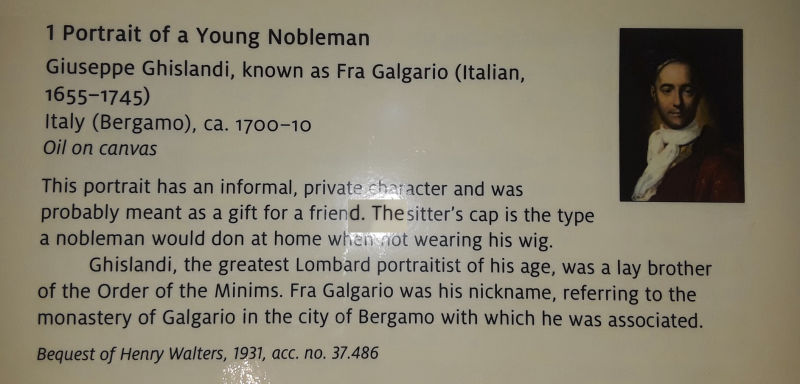 1 Portrait of a Young Nobleman
Giuseppe Ghislandi, known as Fra Galgario (Italian,
1655–1745)
Italy (Bergamo), ca. 1700–10
Oil on canvas
This portrait has an informal, private character and was
probably meant as a gift for a friend. The sitter's cap is the type
a nobleman would don at home when not wearing his wig.
Ghislandi, the greatest Lombard portraitist of his age, was a lay brother
of the Order of the Minims. Fra Galgario was his nickname, referring to the
monastery of Galgario in the city of Bergamo with which he was associated.
Bequest of Henry Walters, 1931, acc. no. 37.486